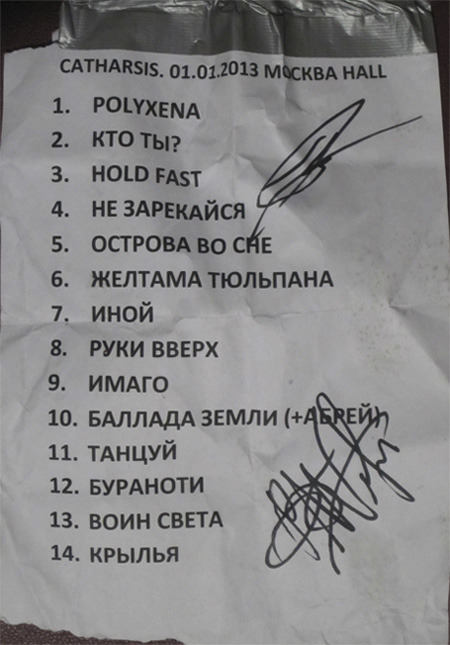 CATHARSIS. 01.01.2013 МОСКВА HALL
1. POLYXENA
2. КТО ТЫ?
3. HOLD FAST
4. НЕ ЗАРЕКАЙСЯ
5. ОСТРОВА ВО СНЕ
6. ЖЕЛТАМА ТЮЛЬПАНА
7. ИНОЙ
8. РУКИ ВВЕРХ
9. ИМАГО
10. БАЛЛАДА ЗЕМЛИ (+АБРЕЙ)
11. ТАНЦУЙ
12. БУРАНОТИ
13. ВОИН СВЕТА
14. КРЫЛЬЯ